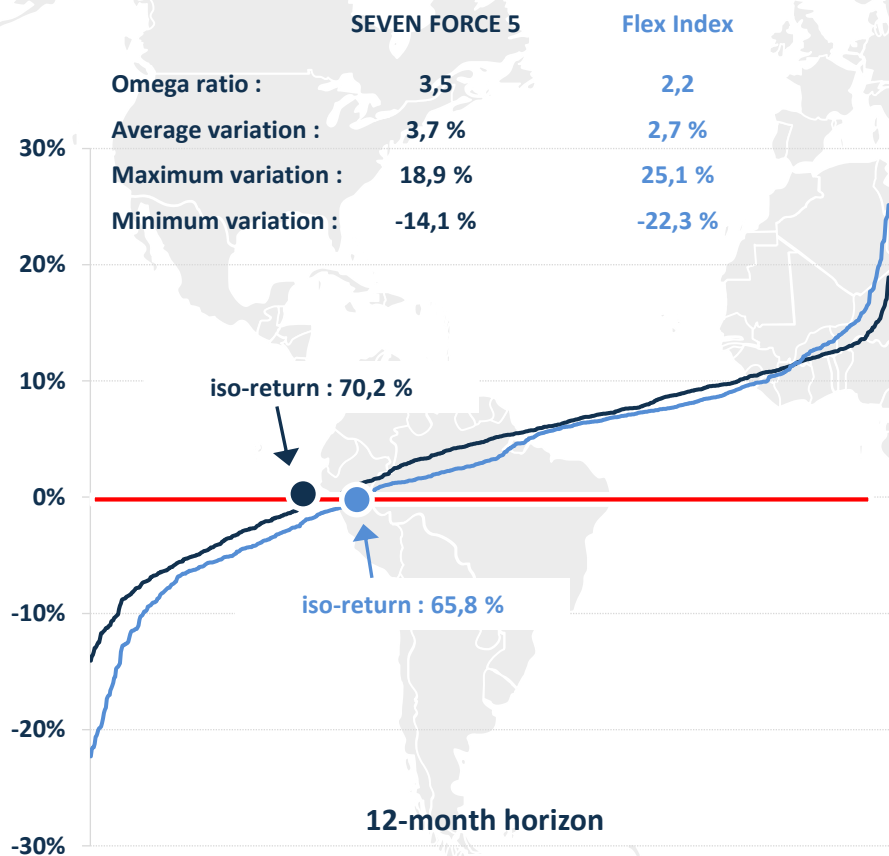 SEVEN FORCE 5 Flex Index
Omega ratio : 3,5 2,2
Average variation : 3,7 % 2,7 %
Maximum variation : 18,9 % 25,1 %
Minimum variation : -14,1 % -22,3 %
30%
20%
10%
0%
-10%
-20%
-30%
iso-return : 70,2 %
iso-return : 65,8 %
12-month horizon